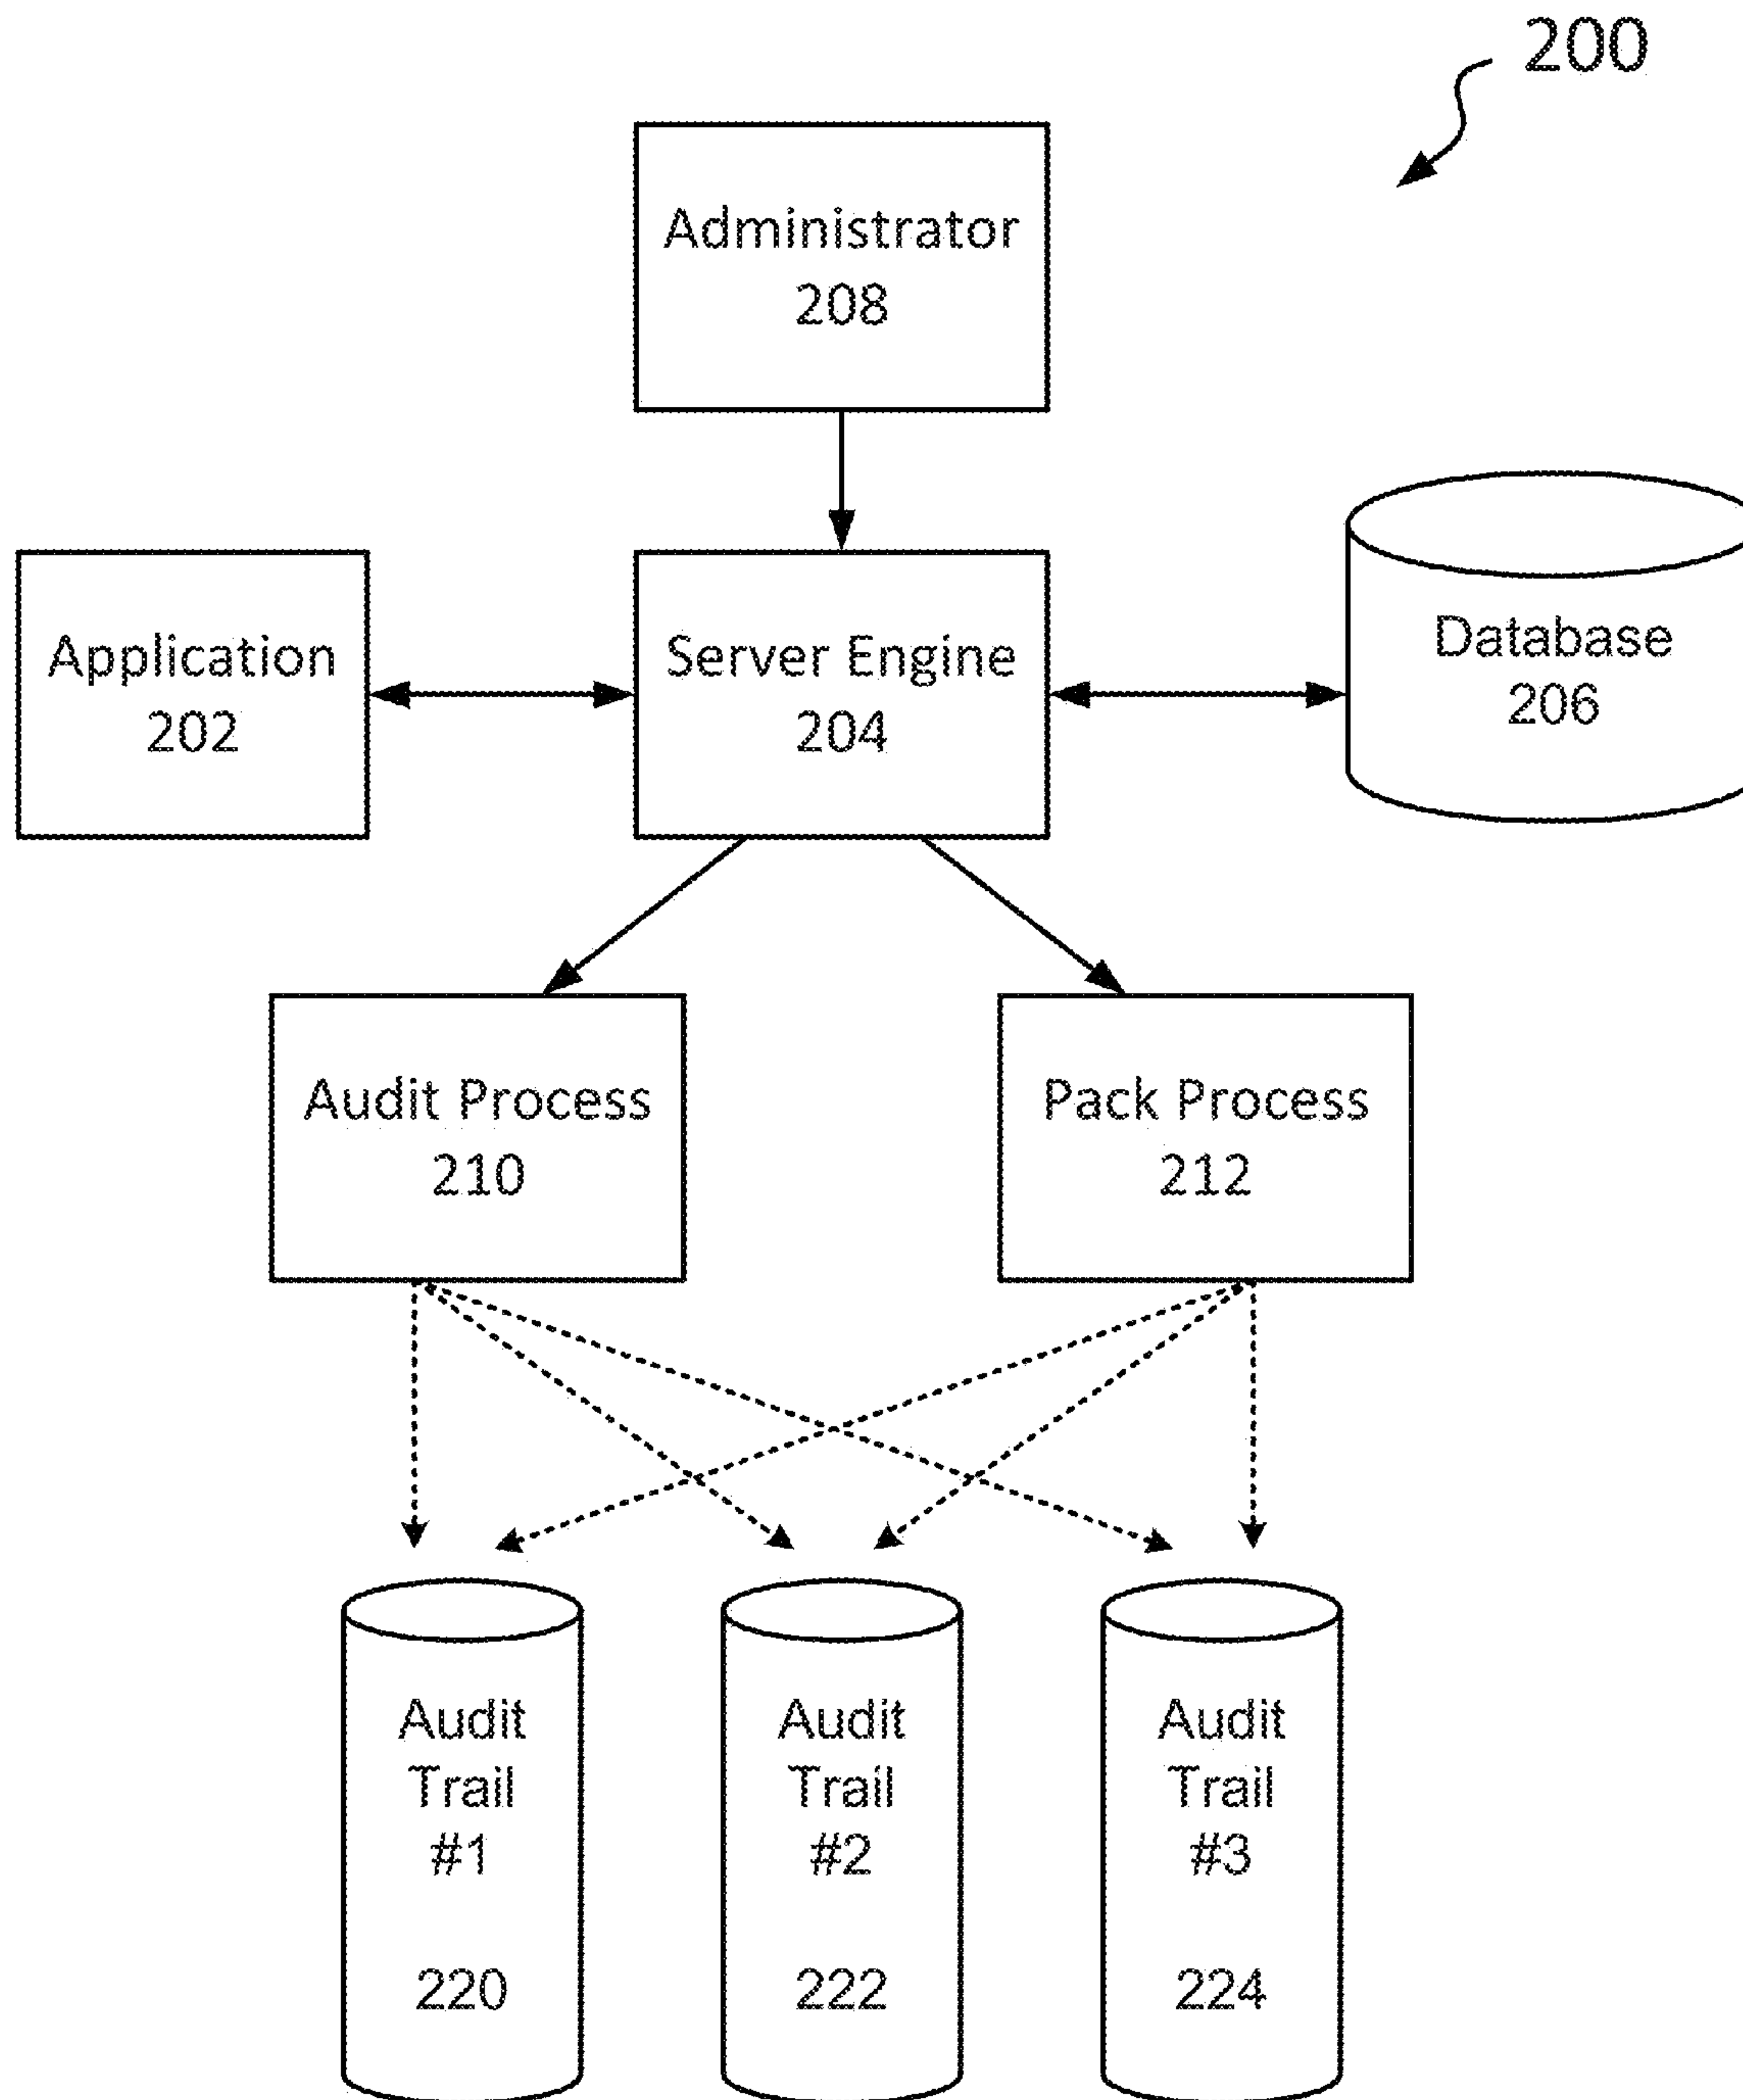 200
Administrator
208
Application
202
Server Engine
204
Database
206
Audit Process
210
Pack Process
212
Audit
Trail
#1
220
Audit
Trail
#2
222
Audit
Trail
#3
224